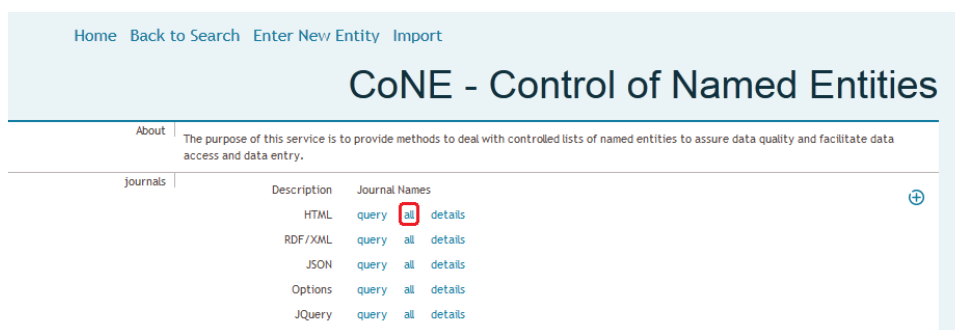 Home Back to Search Enter New Entity Import
CoNE - Control of Named Entities
About The purpose of this service is to provide methods to deal with controlled lists of named entities to assure data quality and facilitate data
access and data entry.
journals
Description Journal Names
HTML query all details
RDF/XML query all details
JSON query all details
Options query all details
JQuery query all details